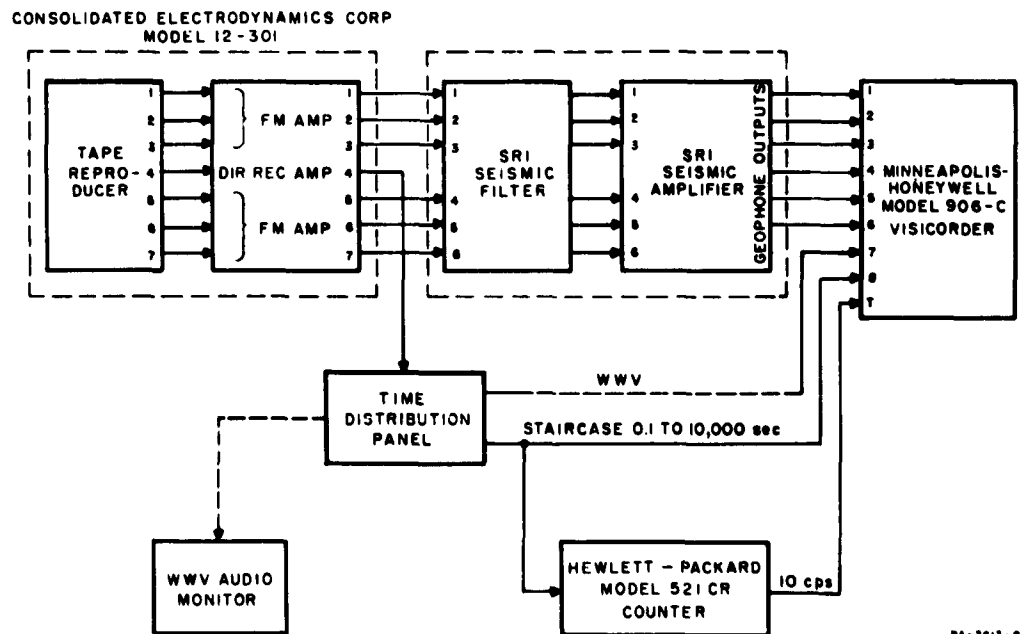 CONSOLIDATED ELECTRODYNAMICS CORP
MODEL 12-301
TAPE
REPRO-
DUCER
1
2
3
4
5
6
7
FM AMP
DIR REC AMP
FM AMP
1
2
3
4
5
6
7
1
2
3
4
5
6
SRI
SEISMIC
FILTER
SRI
SEISMIC
AMPLIFIER
1
2
3
4
5
6
GEOPHONE OUTPUTS
1
2
3
4
5
6
7
8
T
MINNEAPOLIS-
HONEYWELL
MODEL 906-C
VISICORDER
TIME
DISTRIBUTION
PANEL
WWV
STAIRCASE 0.1 TO 10,000 sec
WWV AUDIO
MONITOR
HEWLETT - PACKARD
MODEL 521 CR
COUNTER
10 cps